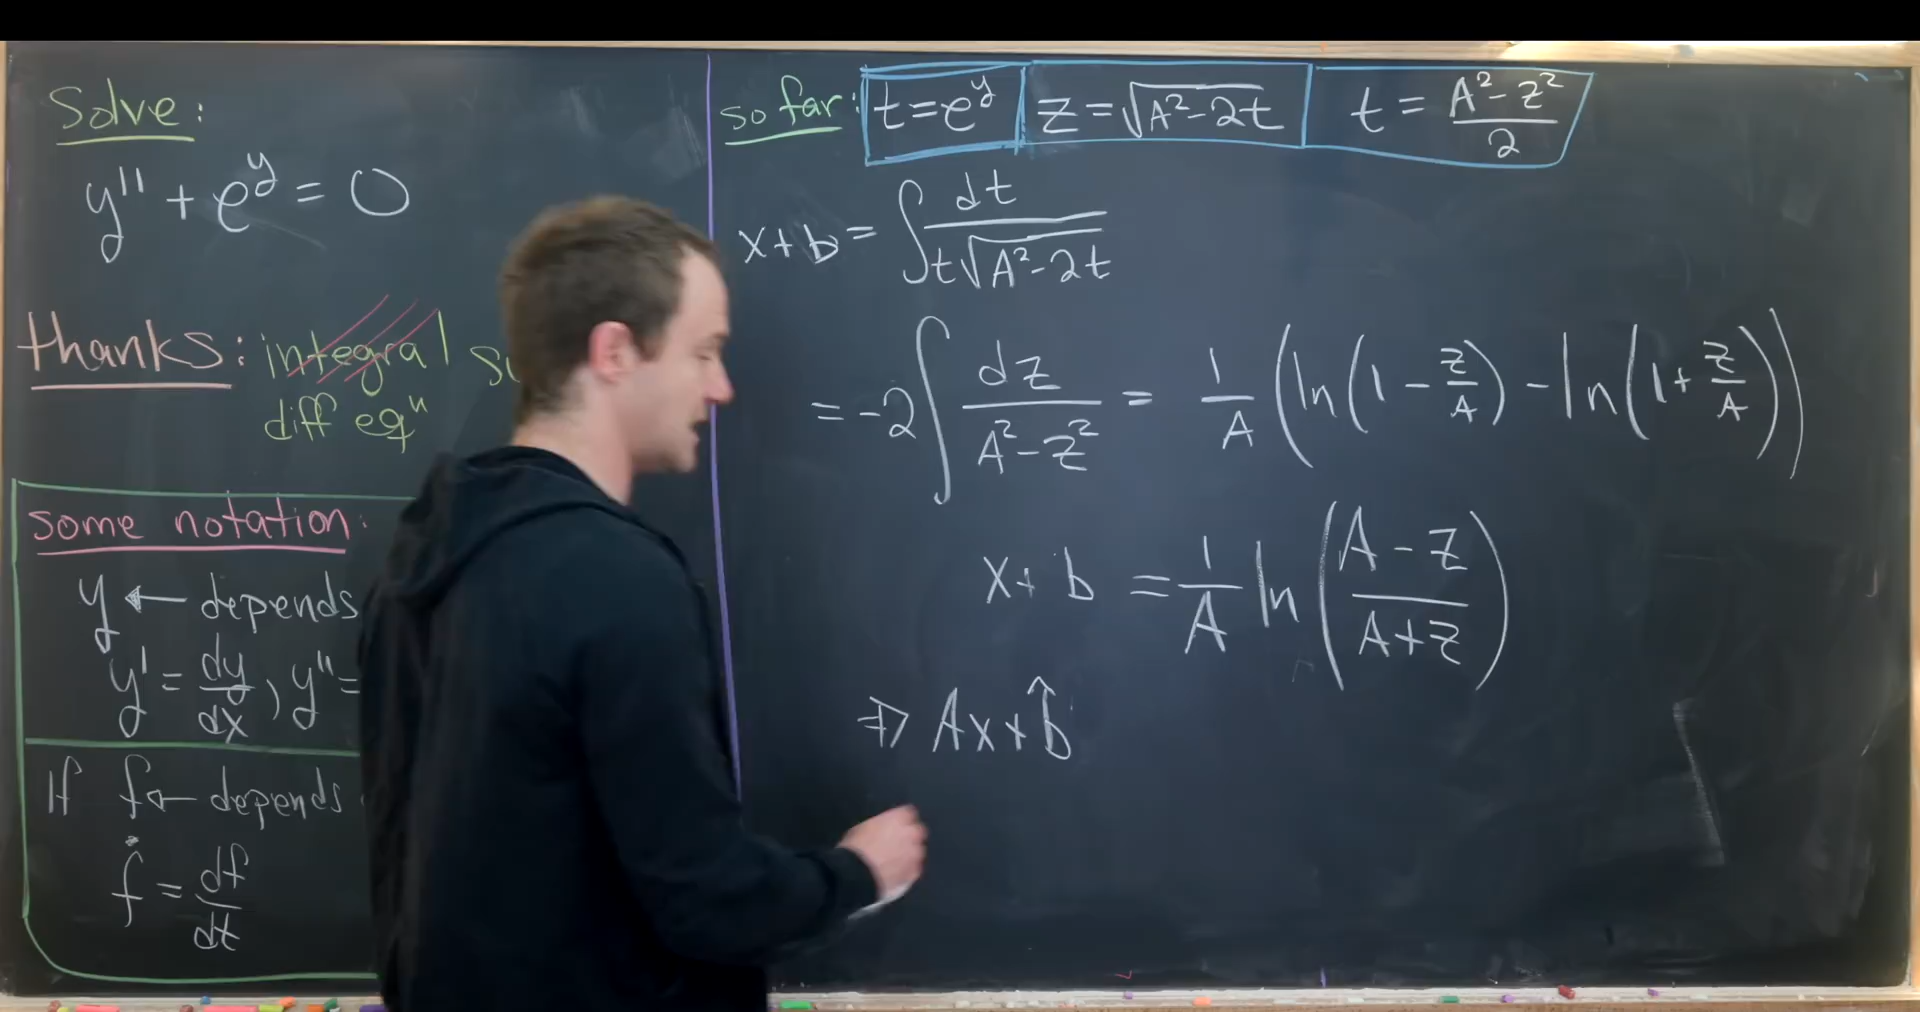 Solve:
y'' + e^y = 0
thanks: integral
diff eq^n
some notation:
y ← depends
y' = dy/dx, y'' =
If f ← depends
ḟ = df/dt
so far: t = e^y   z = √(A² - 2t)   t = (A² - z²)/2
x + b = ∫ dt/(t√(A² - 2t))
= -2 ∫ dz/(A² - z²) = 1/A (ln(1 - z/A) - ln(1 + z/A))
x + b = 1/A ln((A - z)/(A + z))
⇒ Ax + b̂